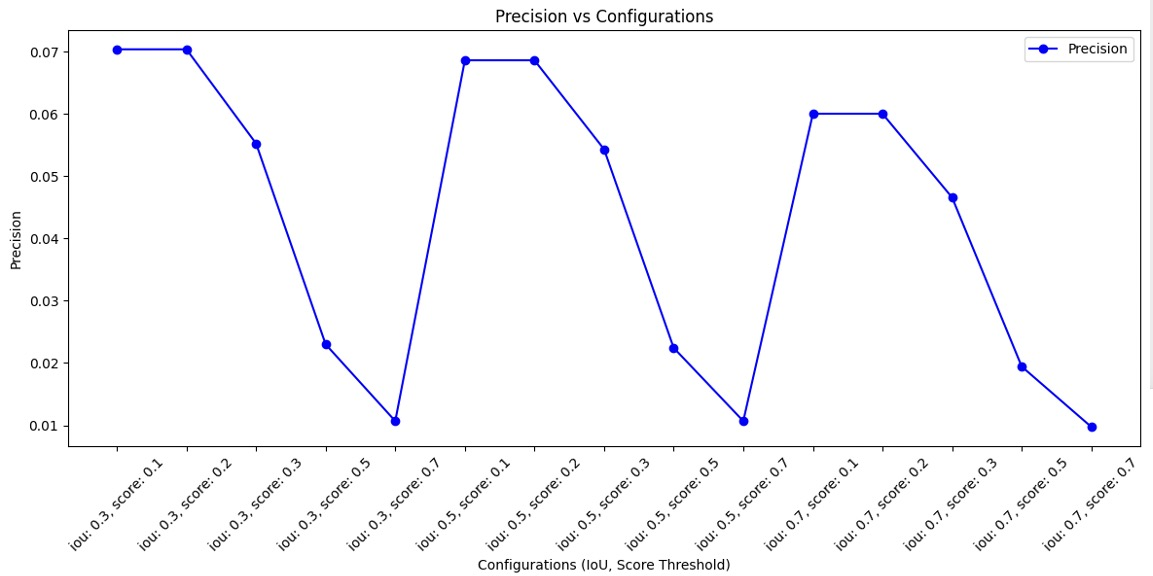 Precision vs Configurations
Precision
0.07
0.06
0.05
0.04
0.03
0.02
0.01
Precision
iou: 0.3, score: 0.1
iou: 0.3, score: 0.2
iou: 0.3, score: 0.3
iou: 0.3, score: 0.5
iou: 0.3, score: 0.7
iou: 0.5, score: 0.1
iou: 0.5, score: 0.2
iou: 0.5, score: 0.3
iou: 0.5, score: 0.5
iou: 0.5, score: 0.7
iou: 0.7, score: 0.1
iou: 0.7, score: 0.2
iou: 0.7, score: 0.3
iou: 0.7, score: 0.5
iou: 0.7, score: 0.7
Configurations (IoU, Score Threshold)